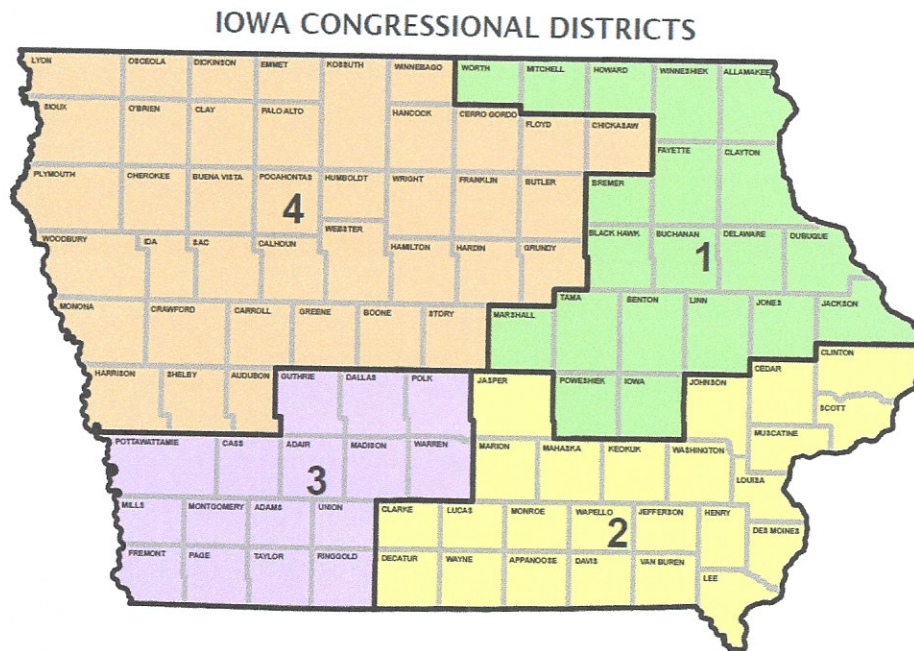 IOWA CONGRESSIONAL DISTRICTS
LYON
OSCEOLA
DICKINSON
EMMET
KOSSUTH
WINNEBAGO
WORTH
MITCHELL
HOWARD
WINNESHIEK
ALLAMAKEE
SIOUX
O'BRIEN
CLAY
PALO ALTO
HANCOCK
CERRO GORDO
FLOYD
CHICKASAW
FAYETTE
CLAYTON
PLYMOUTH
CHEROKEE
BUENA VISTA
POCAHONTAS
HUMBOLDT
WRIGHT
FRANKLIN
BUTLER
BREMER
4
WEBSTER
WOODBURY
IDA
SAC
CALHOUN
HAMILTON
HARDIN
GRUNDY
BLACK HAWK
BUCHANAN
DELAWARE
DUBUQUE
1
MONONA
CRAWFORD
CARROLL
GREENE
BOONE
STORY
MARSHALL
TAMA
BENTON
LINN
JONES
JACKSON
HARRISON
SHELBY
AUDUBON
GUTHRIE
DALLAS
POLK
JASPER
POWESHIEK
IOWA
JOHNSON
CEDAR
CLINTON
SCOTT
MUSCATINE
POTTAWATTAMIE
CASS
ADAIR
MADISON
WARREN
MARION
MAHASKA
KEOKUK
WASHINGTON
LOUISA
3
MILLS
MONTGOMERY
ADAMS
UNION
CLARKE
LUCAS
MONROE
WAPELLO
JEFFERSON
HENRY
DES MOINES
2
FREMONT
PAGE
TAYLOR
RINGGOLD
DECATUR
WAYNE
APPANOOSE
DAVIS
VAN BUREN
LEE